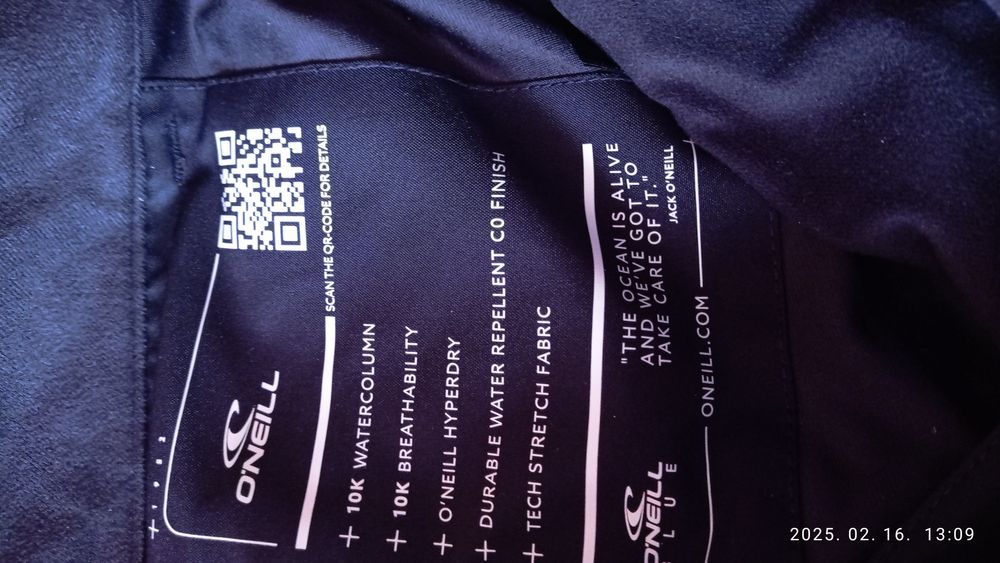 O'NEILL
SCAN THE QR-CODE FOR DETAILS
+ 10K WATERCOLUMN
+ 10K BREATHABILITY
+ O'NEILL HYPERDRY
+ DURABLE WATER REPELLENT C0 FINISH
+ TECH STRETCH FABRIC
"THE OCEAN IS ALIVE
AND WE'VE GOT TO
TAKE CARE OF IT."
JACK O'NEILL
O'NEILL
LUE
ONEILL.COM
2025. 02. 16. 13:09